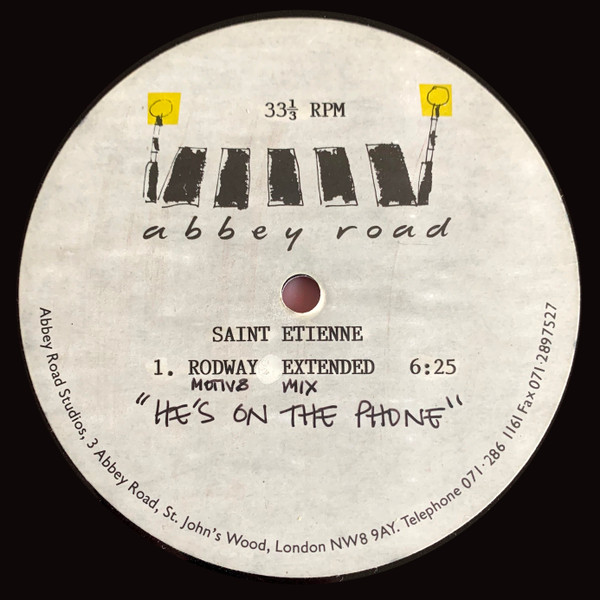 33⅓ RPM
abbey road
SAINT ETIENNE
1. RODWAY EXTENDED 6:25
MOTIV8 MIX
"HE'S ON THE PHONE"
Abbey Road Studios, 3 Abbey Road, St. John's Wood, London NW8 9AY. Telephone 071·286 1161 Fax 071·2897527